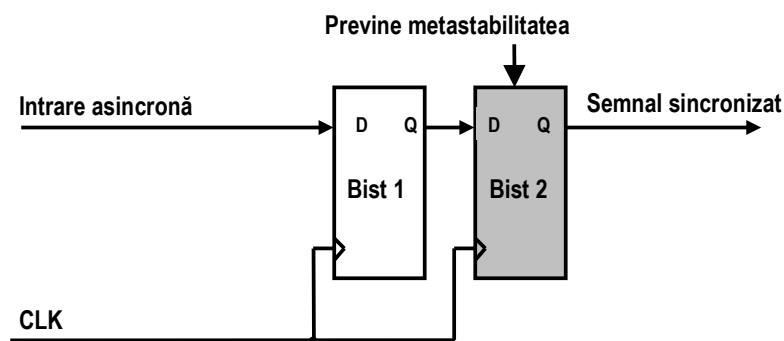 Previne metastabilitatea
Intrare asincronă
Semnal sincronizat
D Q
D Q
Bist 1
Bist 2
CLK